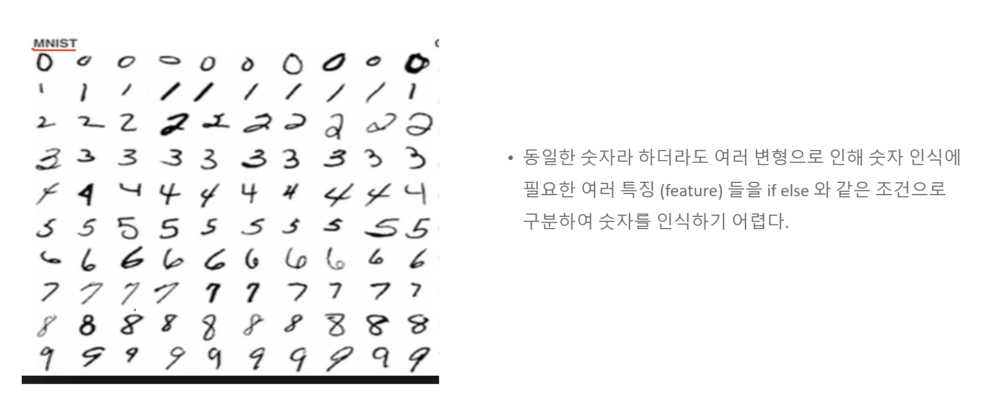 MNIST
0 0 0 0 0 0 0 0 0 0
1 1 1 1 1 1 1 1 1 1
2 2 2 2 2 2 2 2 2 2
3 3 3 3 3 3 3 3 3 3
4 4 4 4 4 4 4 4 4 4
5 5 5 5 5 5 5 5 5 5
6 6 6 6 6 6 6 6 6 6
7 7 7 7 7 7 7 7 7 7
8 8 8 8 8 8 8 8 8 8
9 9 9 9 9 9 9 9 9 9
• 동일한 숫자라 하더라도 여러 변형으로 인해 숫자 인식에
필요한 여러 특징 (feature) 들을 if else 와 같은 조건으로
구분하여 숫자를 인식하기 어렵다.